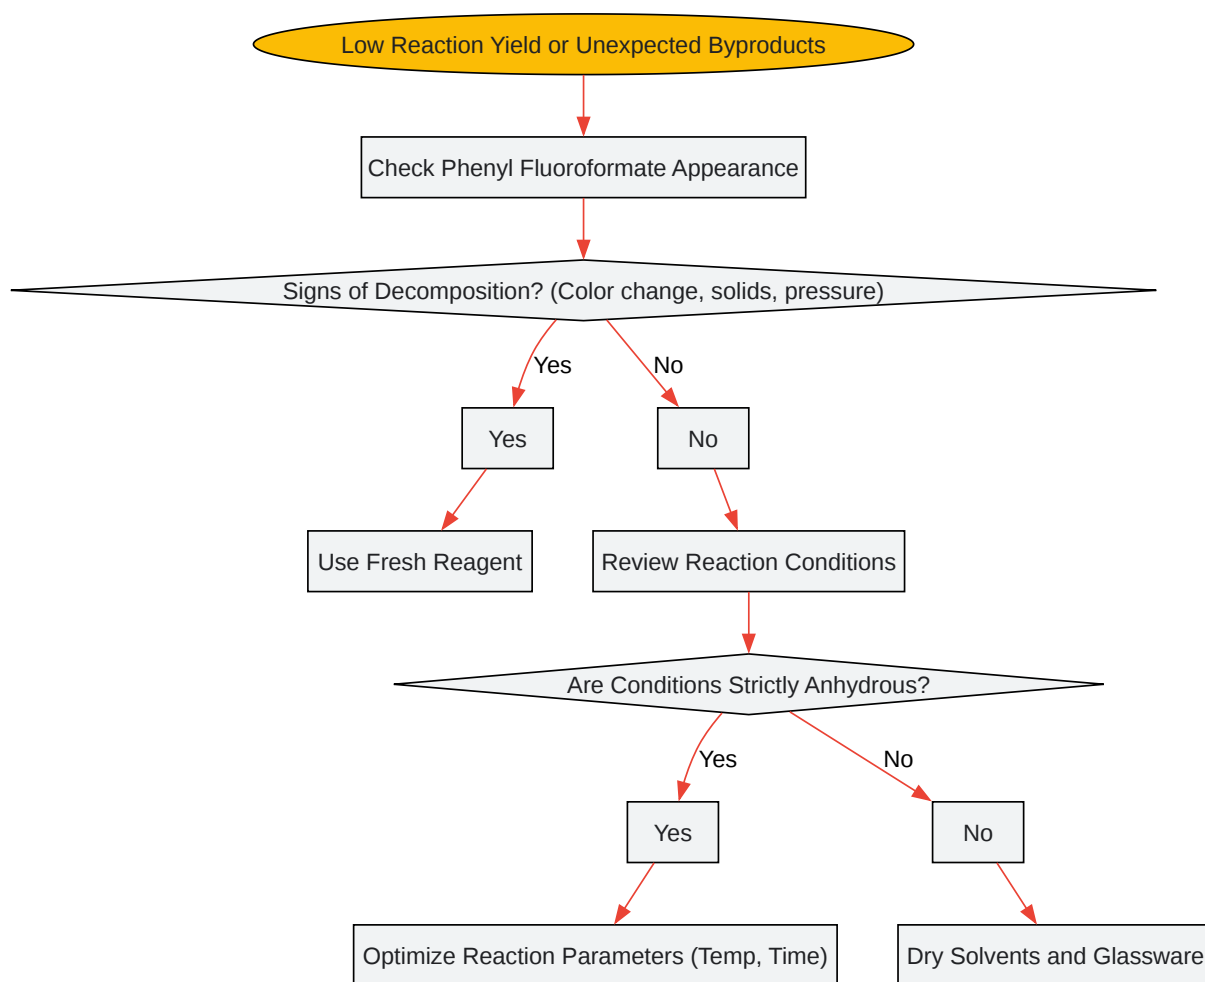 Low Reaction Yield or Unexpected Byproducts
Check Phenyl Fluoroformate Appearance
Signs of Decomposition? (Color change, solids, pressure)
Yes
No
Yes
No
Use Fresh Reagent
Review Reaction Conditions
Are Conditions Strictly Anhydrous?
Yes
No
Yes
No
Optimize Reaction Parameters (Temp, Time)
Dry Solvents and Glassware